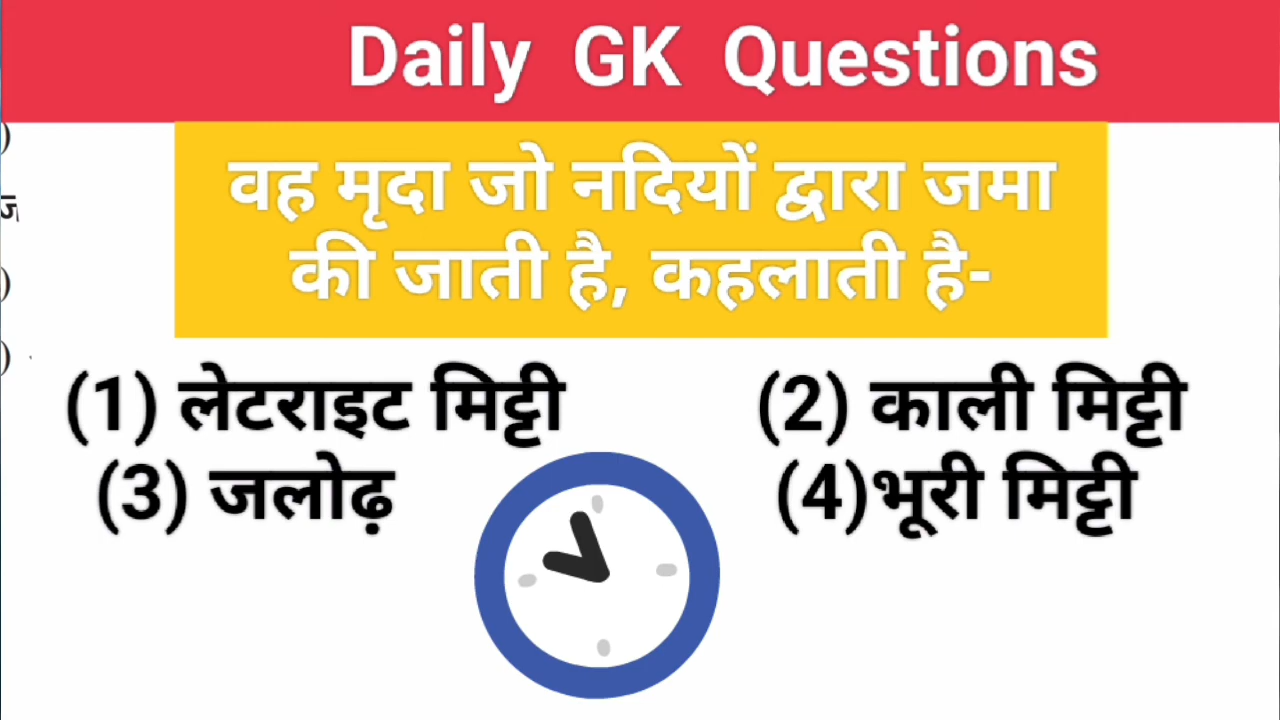 Daily GK Questions
वह मृदा जो नदियों द्वारा जमा
की जाती है, कहलाती है-
(1) लेटराइट मिट्टी (2) काली मिट्टी
(3) जलोढ़ (4)भूरी मिट्टी
)
)
)